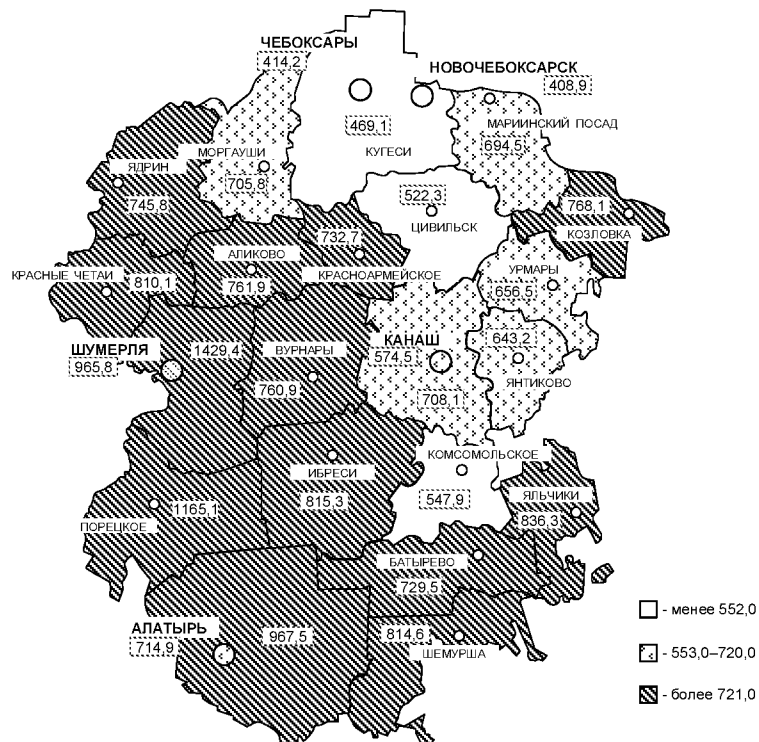 ЧЕБОКСАРЫ
414,2
НОВОЧЕБОКСАРСК
408,9
469,1
КУГЕСИ
МАРИИНСКИЙ ПОСАД
694,5
МОРГАУШИ
705,8
ЯДРИН
745,8
522,3
ЦИВИЛЬСК
768,1
КОЗЛОВКА
732,7
КРАСНОАРМЕЙСКОЕ
АЛИКОВО
761,9
КРАСНЫЕ ЧЕТАИ
810,1
УРМАРЫ
656,5
ШУМЕРЛЯ
965,8
1429,4
ВУРНАРЫ
760,9
КАНАШ
574,5
708,1
643,2
ЯНТИКОВО
КОМСОМОЛЬСКОЕ
547,9
ИБРЕСИ
815,3
ЯЛЬЧИКИ
836,3
1165,1
ПОРЕЦКОЕ
БАТЫРЕВО
729,5
АЛАТЫРЬ
714,9
967,5
814,6
ШЕМУРША
- менее 552,0
- 553,0–720,0
- более 721,0